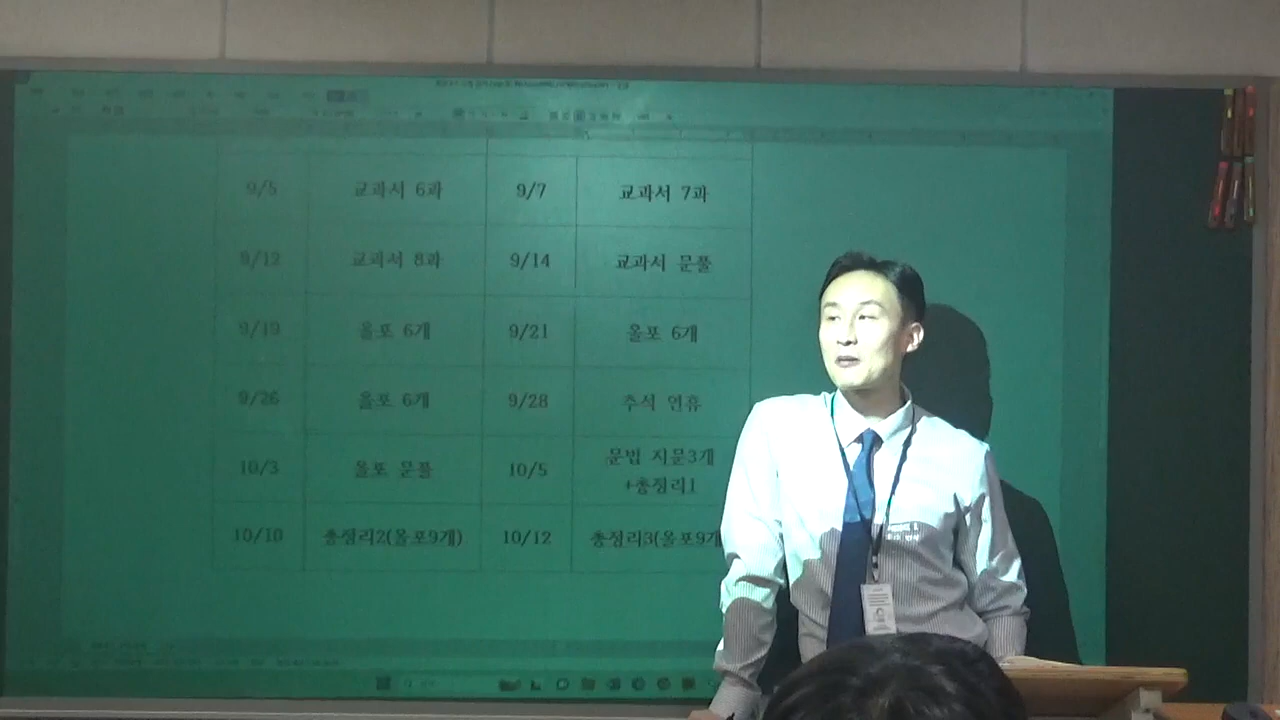 9/5 교과서 6과 9/7 교과서 7과
9/12 교과서 8과 9/14 교과서 문풀
9/19 올포 6개 9/21 올포 6개
9/26 올포 6개 9/28 추석 연휴
10/3 올포 문풀 10/5 문법 지문3개
+총정리1
10/10 총정리2(올포9개) 10/12 총정리3(올포9개